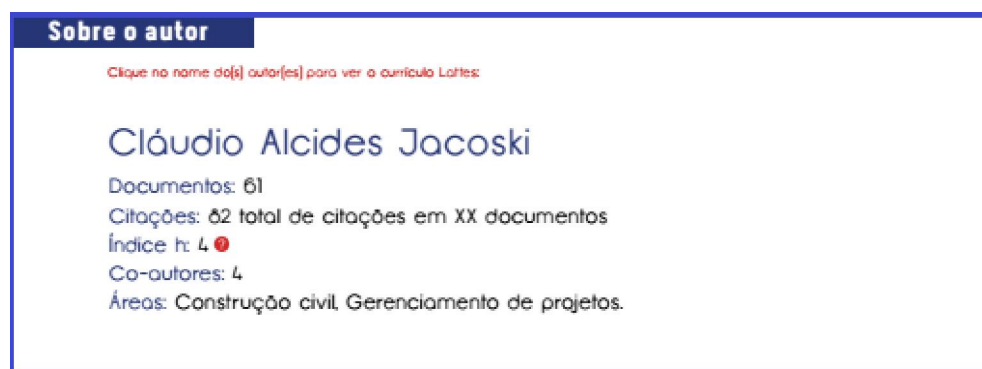 Sobre o autor
Clique no nome do(s) autor(es) para ver o currículo Lattes:
Cláudio Alcides Jacoski
Documentos: 61
Citações: 82 total de citações em XX documentos
Índice h: 4 ?
Co-autores: 4
Áreas: Construção civil, Gerenciamento de projetos.